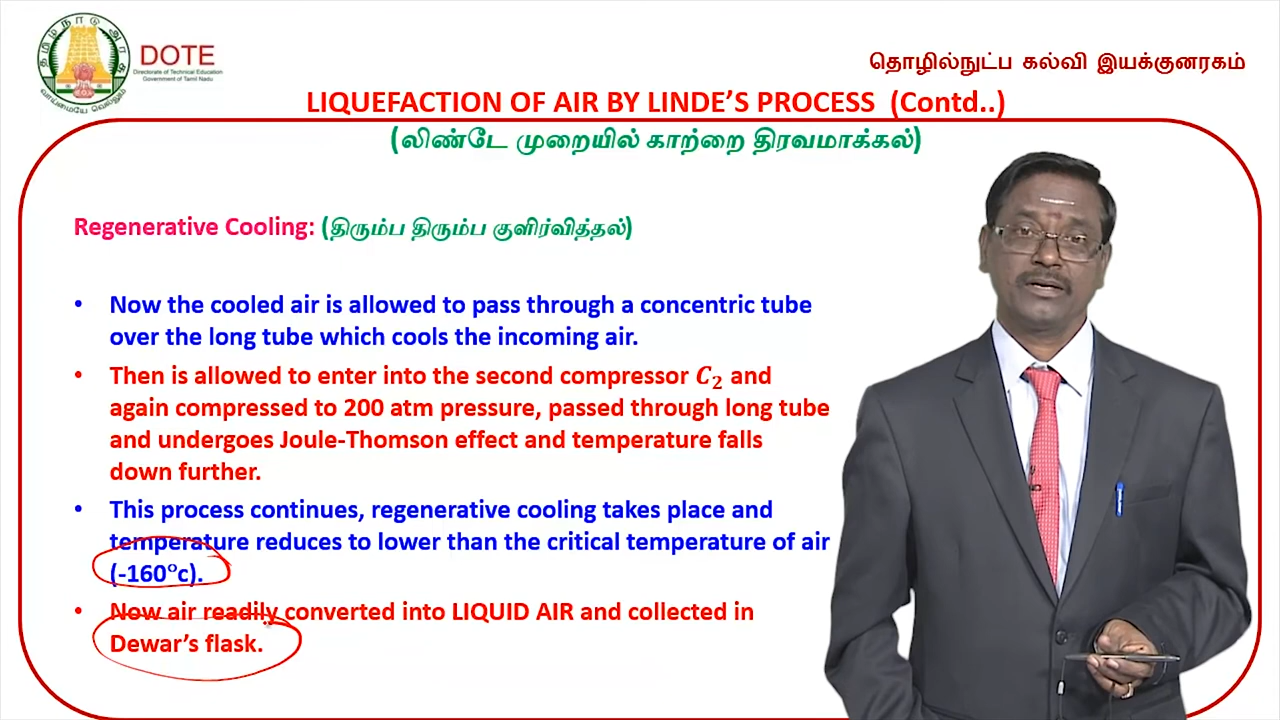 தமிழ்நாடு அரசு
வாய்மையே வெல்லும்
DOTE
Directorate of Technical Education
Government of Tamil Nadu
தொழில்நுட்ப கல்வி இயக்குனரகம்
LIQUEFACTION OF AIR BY LINDE’S PROCESS (Contd..)
(லிண்டே முறையில் காற்றை திரவமாக்கல்)
Regenerative Cooling: (திரும்ப திரும்ப குளிர்வித்தல்)
• Now the cooled air is allowed to pass through a concentric tube
over the long tube which cools the incoming air.
• Then is allowed to enter into the second compressor C₂ and
again compressed to 200 atm pressure, passed through long tube
and undergoes Joule-Thomson effect and temperature falls
down further.
• This process continues, regenerative cooling takes place and
temperature reduces to lower than the critical temperature of air
(-160°c).
• Now air readily converted into LIQUID AIR and collected in
Dewar’s flask.